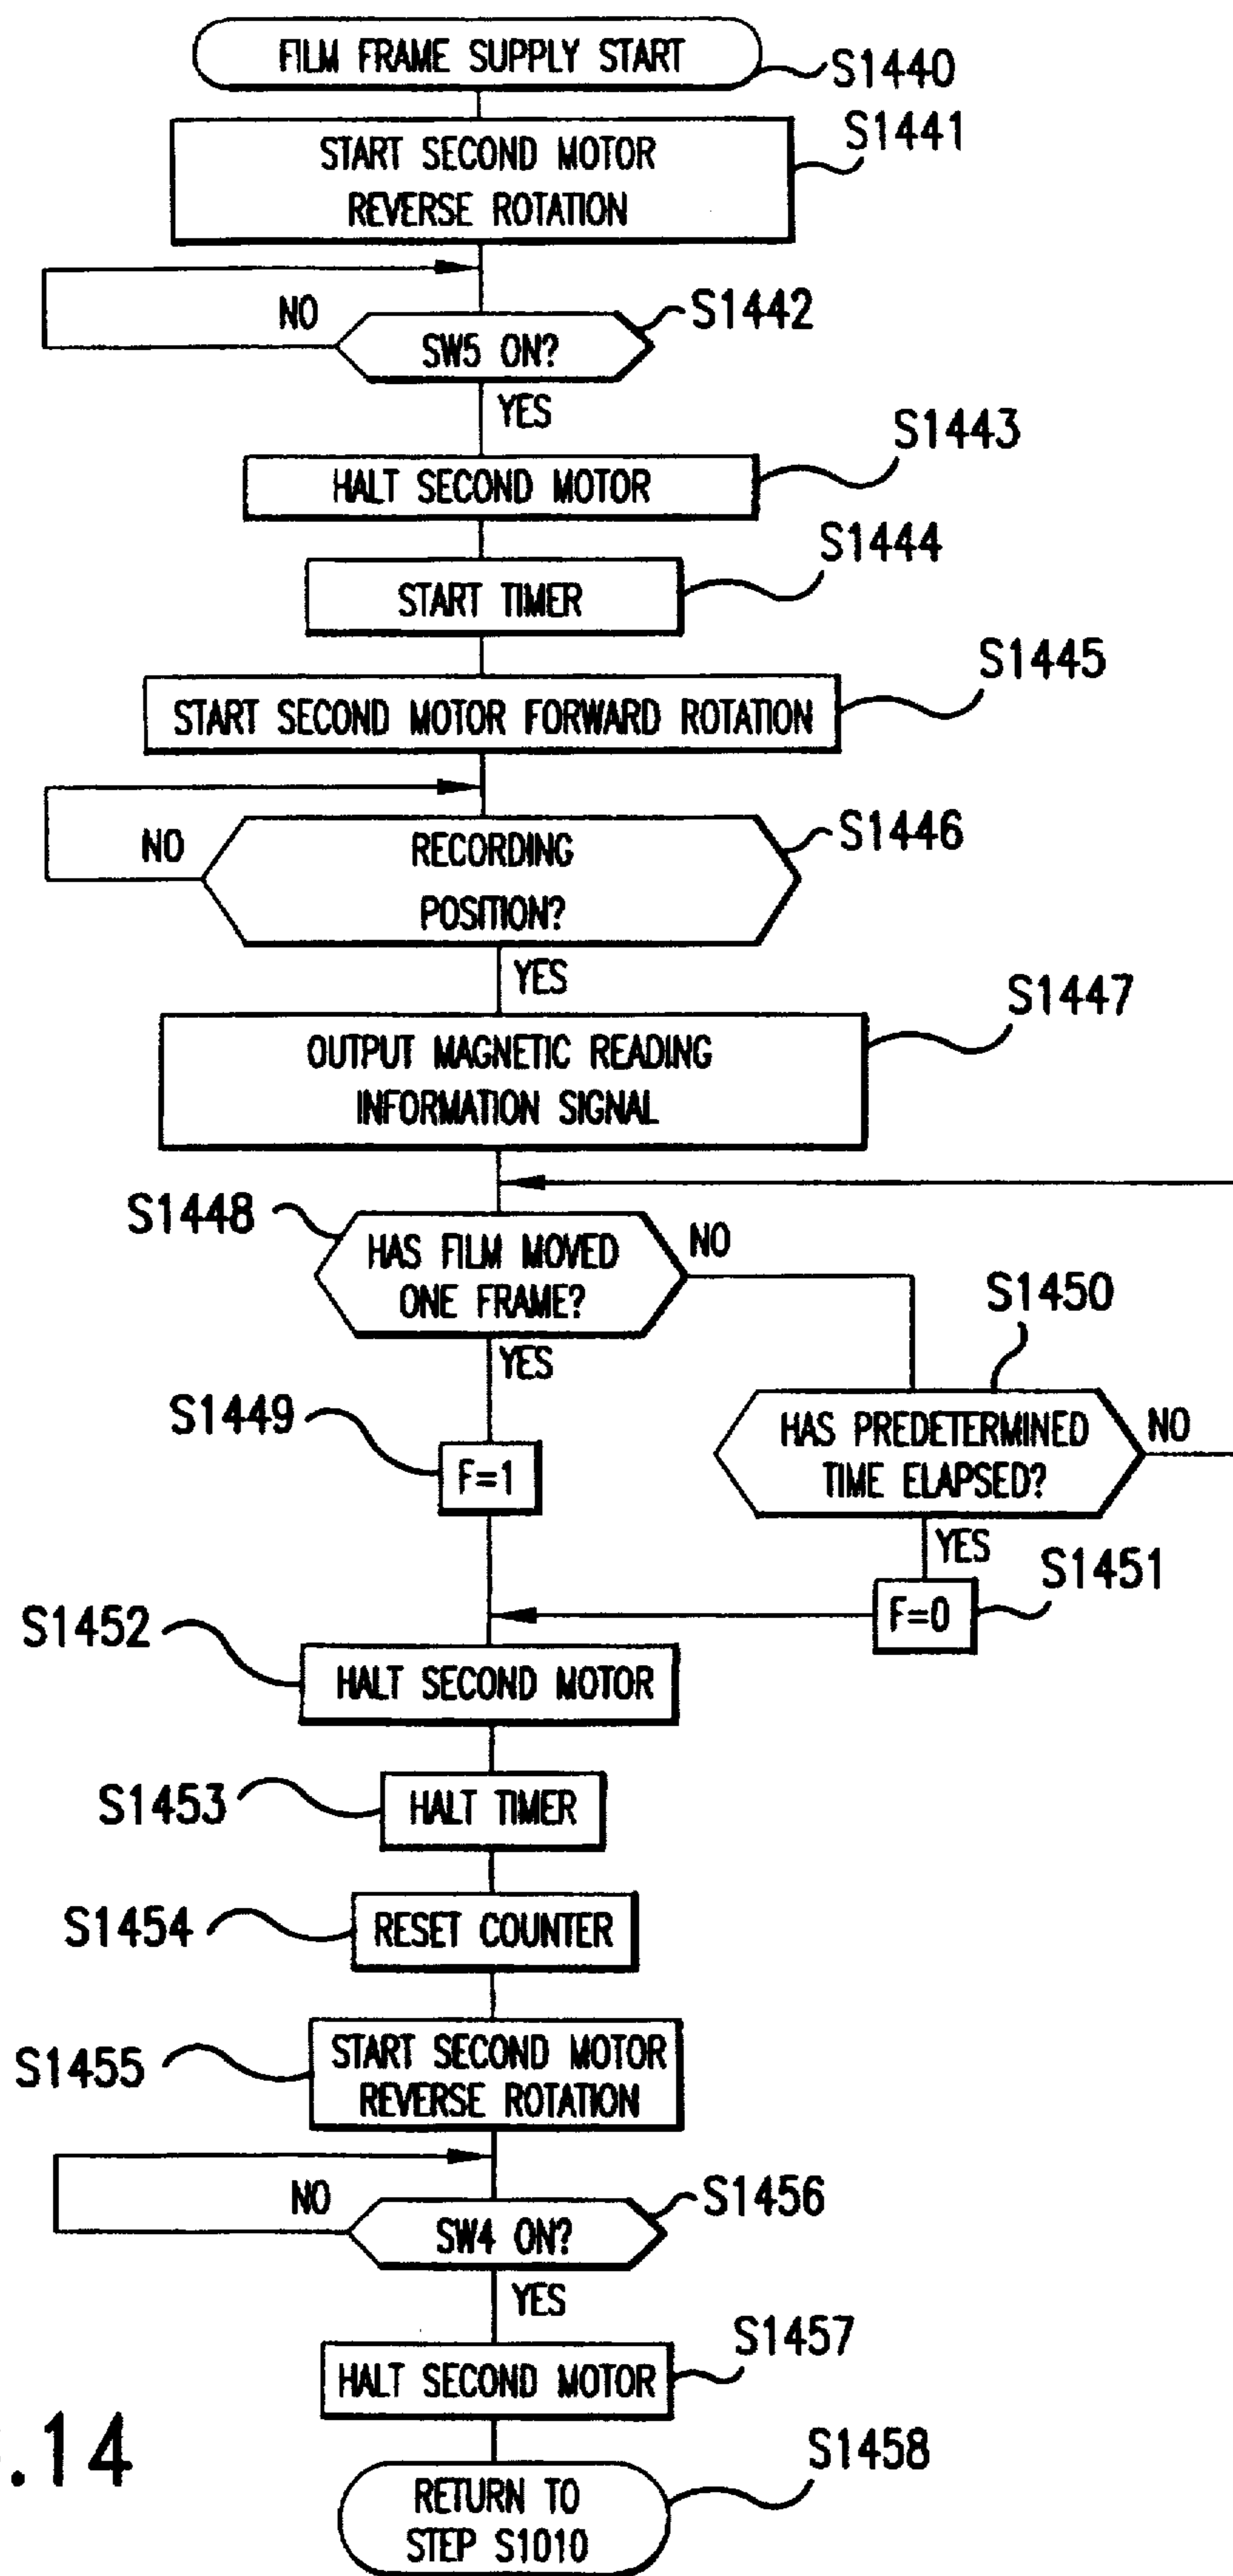 FILM FRAME SUPPLY START
S1440
START SECOND MOTOR
REVERSE ROTATION
S1441
NO
SW5 ON?
S1442
YES
HALT SECOND MOTOR
S1443
START TIMER
S1444
START SECOND MOTOR FORWARD ROTATION
S1445
NO
RECORDING
POSITION?
S1446
YES
OUTPUT MAGNETIC READING
INFORMATION SIGNAL
S1447
S1448
HAS FILM MOVED
ONE FRAME?
NO
YES
S1450
HAS PREDETERMINED
TIME ELAPSED?
NO
YES
S1449
F=1
S1451
F=0
S1452
HALT SECOND MOTOR
S1453
HALT TIMER
S1454
RESET COUNTER
S1455
START SECOND MOTOR
REVERSE ROTATION
NO
SW4 ON?
S1456
YES
HALT SECOND MOTOR
S1457
.14
RETURN TO
STEP S1010
S1458